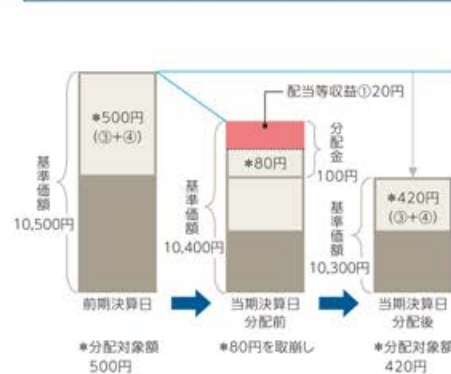 *500円
(③+④)
基準価額
10,500円
前期決算日
*分配対象額
500円
配当等収益①20円
*80円
分配金
100円
基準価額
10,400円
当期決算日
分配前
*80円を取崩し
*420円
(③+④)
基準価額
10,300円
当期決算日
分配後
*分配対象額
420円